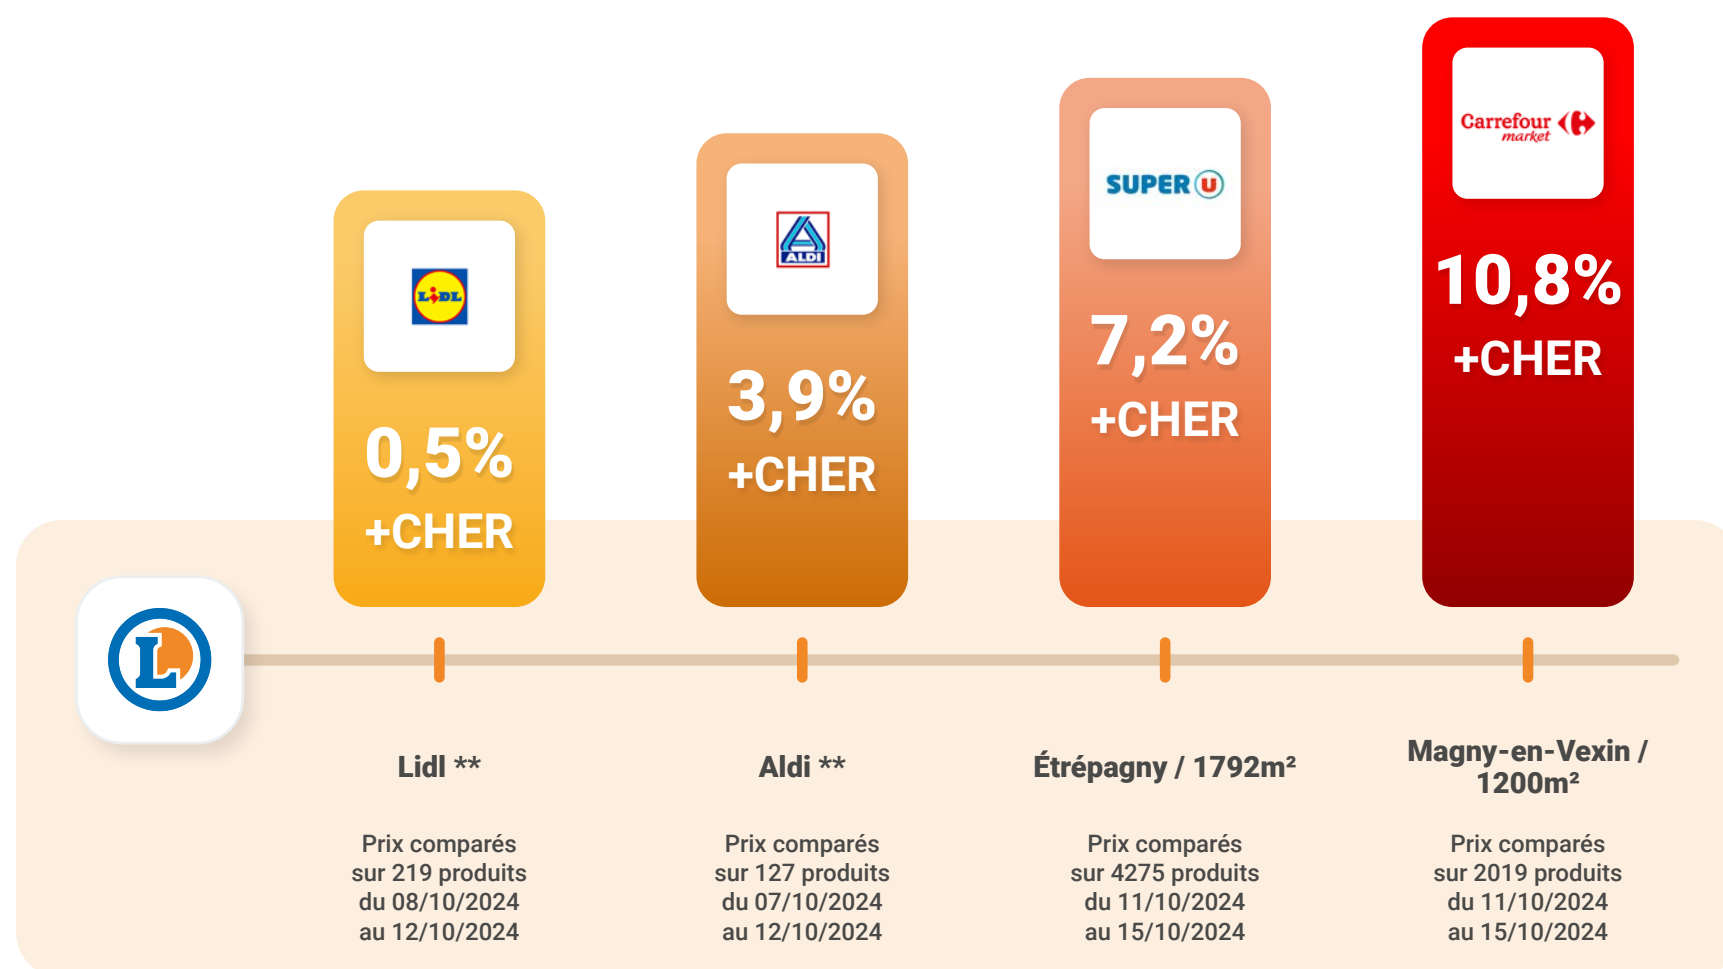 LIDL
0,5%
+CHER
ALDI
3,9%
+CHER
SUPER U
7,2%
+CHER
Carrefour
market
10,8%
+CHER
L
Lidl **
Prix comparés
sur 219 produits
du 08/10/2024
au 12/10/2024
Aldi **
Prix comparés
sur 127 produits
du 07/10/2024
au 12/10/2024
Étrépagny / 1792m²
Prix comparés
sur 4275 produits
du 11/10/2024
au 15/10/2024
Magny-en-Vexin /
1200m²
Prix comparés
sur 2019 produits
du 11/10/2024
au 15/10/2024